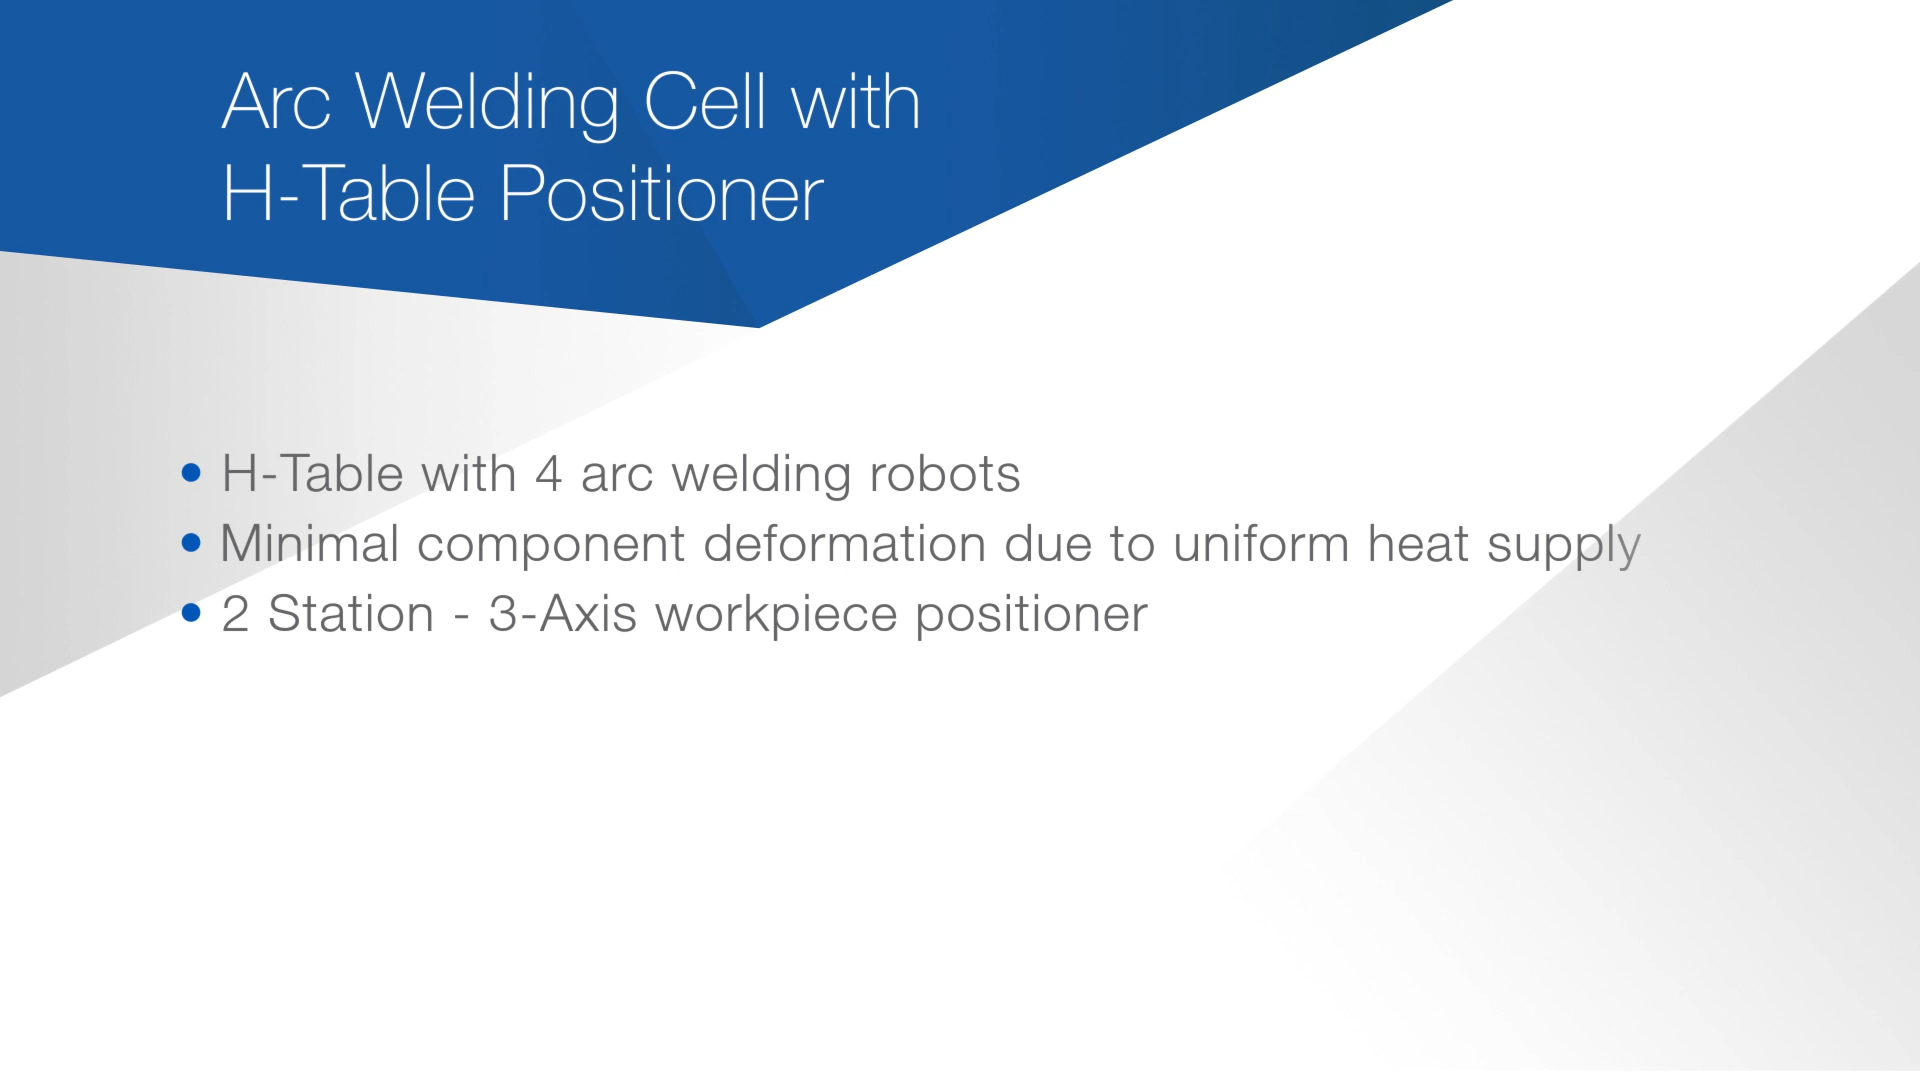 Arc Welding Cell with
H-Table Positioner
• H-Table with 4 arc welding robots
• Minimal component deformation due to uniform heat supply
• 2 Station - 3-Axis workpiece positioner